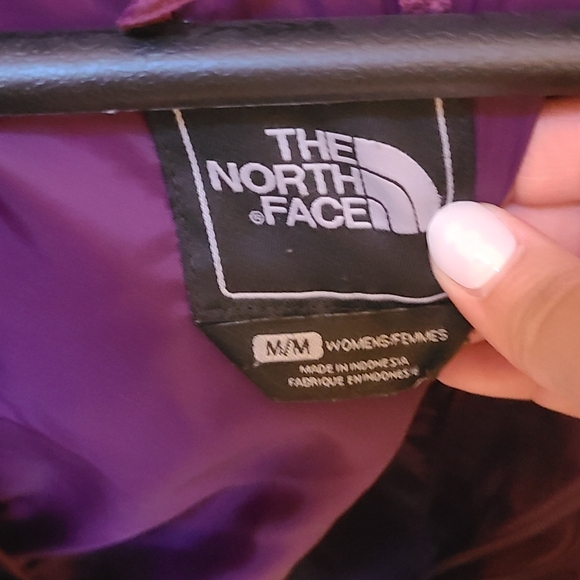 THE
NORTH
®FACE
M/M WOMENS/FEMMES
MADE IN INDONESIA
FABRIQUE EN INDONESIE